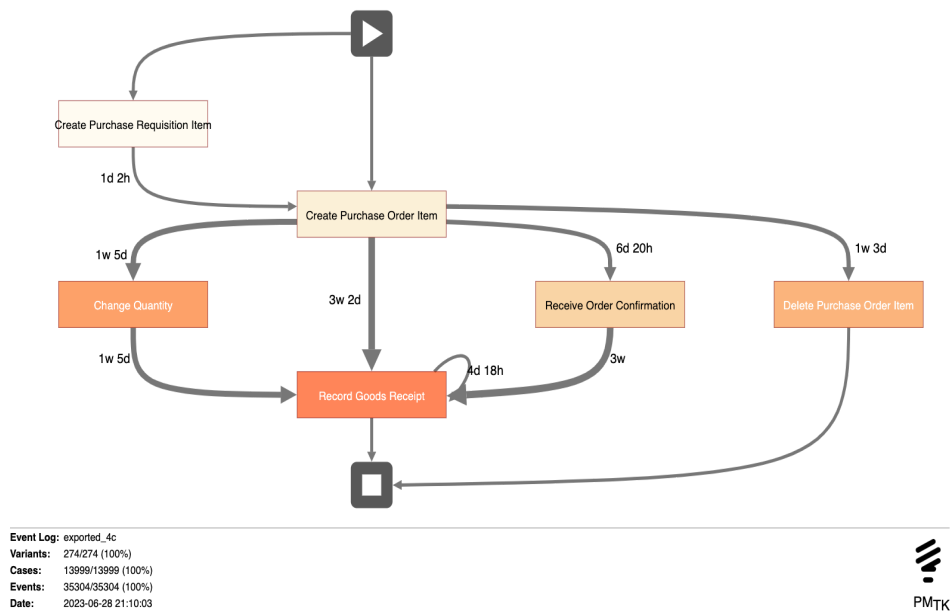 Create Purchase Requisition Item
1d 2h
Create Purchase Order Item
1w 5d
6d 20h
1w 3d
3w 2d
Change Quantity
Receive Order Confirmation
Delete Purchase Order Item
1w 5d
3w
4d 18h
Record Goods Receipt
Event Log: exported_4c
Variants: 274/274 (100%)
Cases: 13999/13999 (100%)
Events: 35304/35304 (100%)
Date: 2023-06-28 21:10:03
PMTK